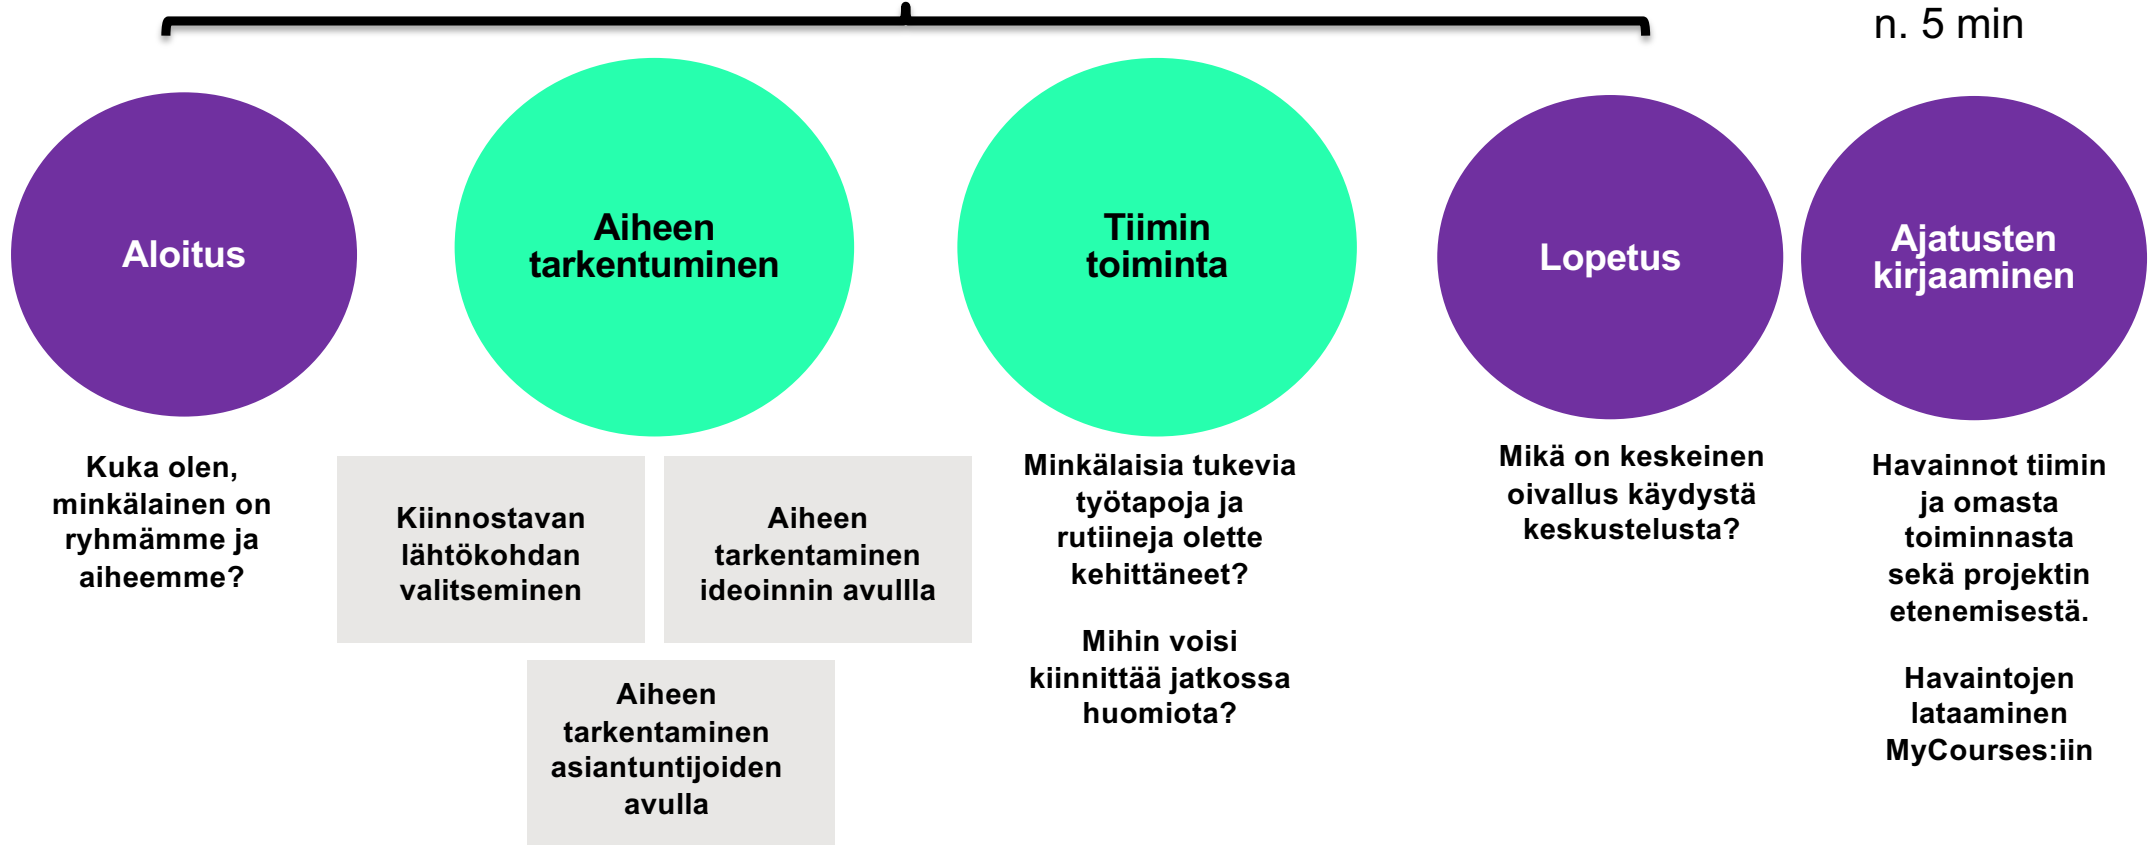 n. 5 min
Aloitus
Aiheen
tarkentuminen
Tiimin
toiminta
Lopetus
Ajatusten
kirjaaminen
Kuka olen,
minkälainen on
ryhmämme ja
aiheemme?
Kiinnostavan
lähtökohdan
valitseminen
Aiheen
tarkentaminen
ideoinnin avullla
Aiheen
tarkentaminen
asiantuntijoiden
avulla
Minkälaisia tukevia
työtapoja ja
rutiineja olette
kehittäneet?
Mihin voisi
kiinnittää jatkossa
huomiota?
Mikä on keskeinen
oivallus käydystä
keskustelusta?
Havainnot tiimin
ja omasta
toiminnasta
sekä projektin
etenemisestä.
Havaintojen
lataaminen
MyCourses:iin